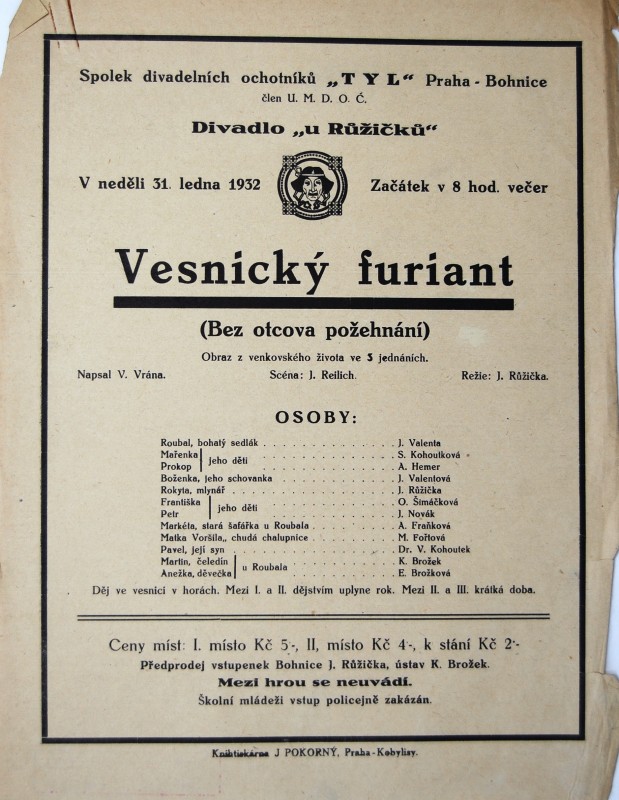 Spolek divadelních ochotníků „TYL" Praha - Bohnice
člen U. M. D. O. Č.
Divadlo „u Růžičků"
V neděli 31. ledna 1932 Začátek v 8 hod. večer
Vesnický furiant
(Bez otcova požehnání)
Obraz z venkovského života ve 3 jednáních.
Napsal V. Vrána. Scéna: J. Reilich. Režie: J. Růžička.
OSOBY:
Roubal, bohatý sedlák . . . . . . . . . . . . . . J. Valenta
Mařenka } jeho děti . . . . . . . . . . . . . . S. Kohoutková
Prokop } jeho děti . . . . . . . . . . . . . . A. Hemer
Boženka, jeho schovanka . . . . . . . . . . . . . J. Valentová
Rokyta, mlynář . . . . . . . . . . . . . . . . . J. Růžička
Františka } jeho děti . . . . . . . . . . . . . . O. Šimáčková
Petr } jeho děti . . . . . . . . . . . . . . J. Novák
Markéta, stará šafářka u Roubala . . . . . . . . . A. Fraňková
Matka Voršila,, chudá chalupnice . . . . . . . . . M. Fořtová
Pavel, její syn . . . . . . . . . . . . . . . . . Dr. V. Kohoutek
Martin, čeledín } u Roubala . . . . . . . . . . . K. Brožek
Anežka, děvečka } u Roubala . . . . . . . . . . . E. Brožková
Děj ve vesnici v horách. Mezi I. a II. dějstvím uplyne rok. Mezi II. a III. krátká doba.
Ceny míst: I. místo Kč 5·-, II, místo Kč 4·-, k stání Kč 2·-
Předprodej vstupenek Bohnice J. Růžička, ústav K. Brožek.
Mezi hrou se neuvádí.
Školní mládeži vstup policejně zakázán.
Knihtiskárna J POKORNÝ, Praha-Kobylisy.